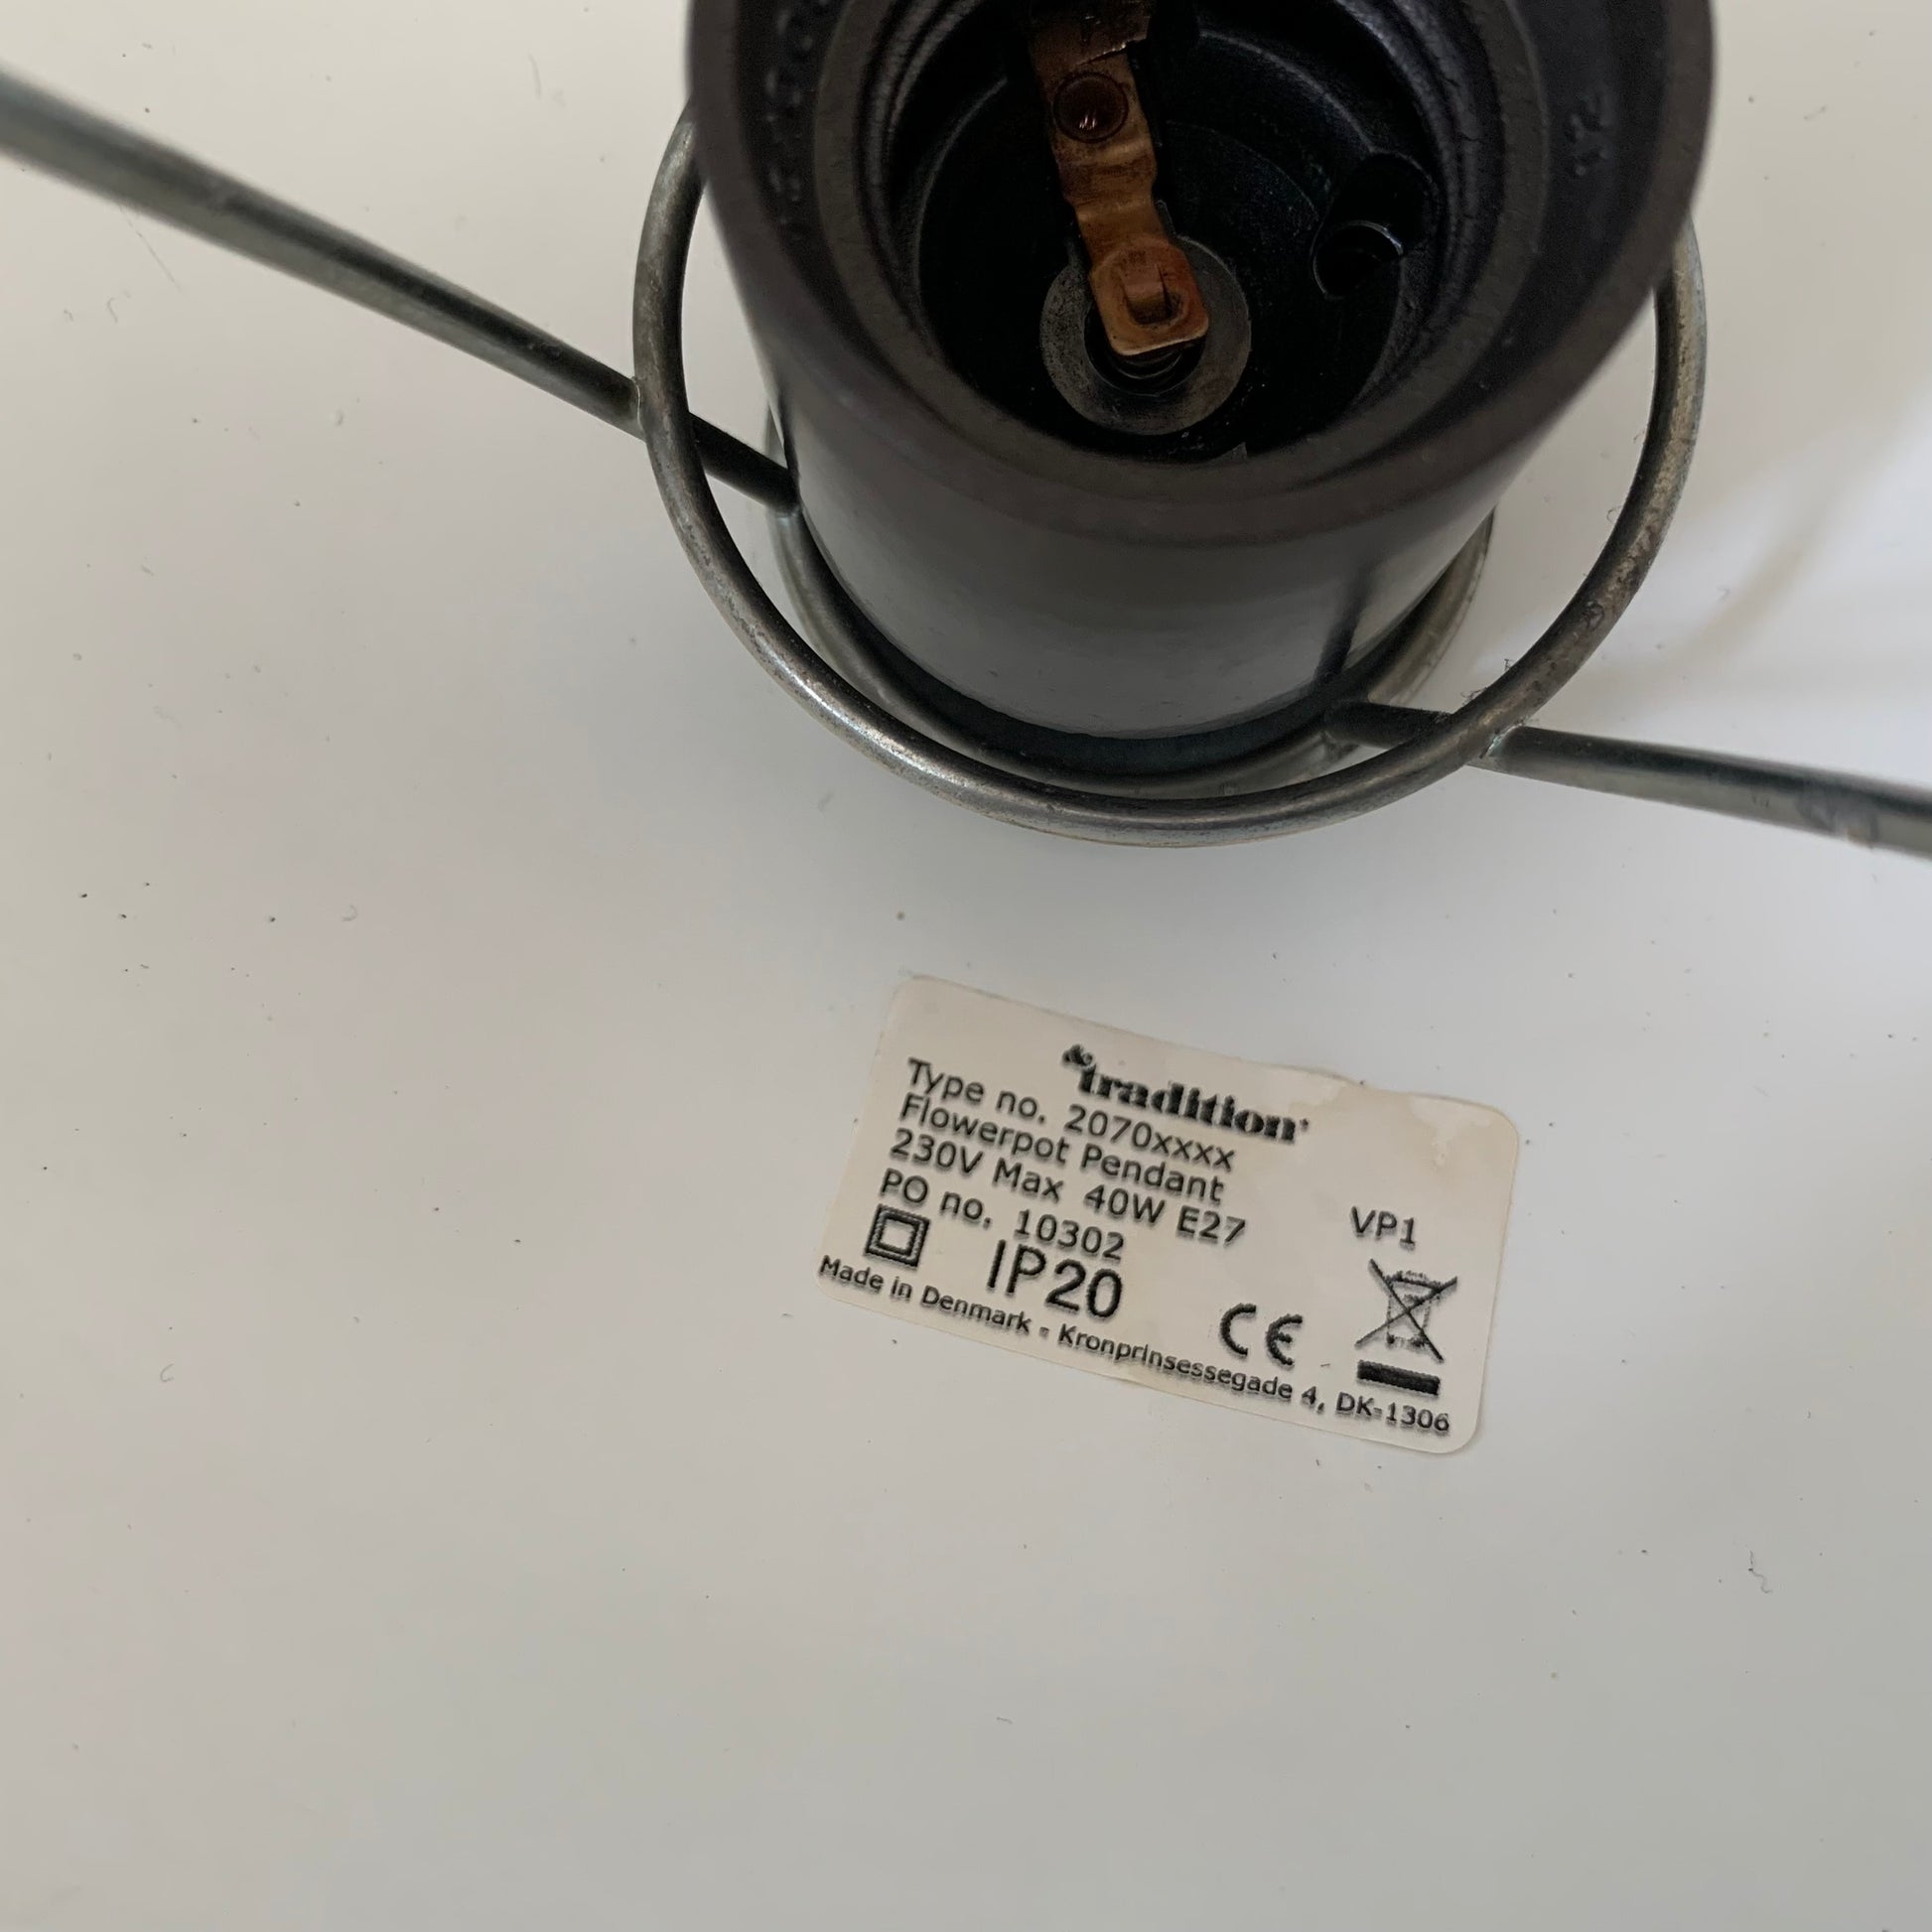 &tradition
Type no. 2070xxxx
Flowerpot Pendant
230V Max 40W E27
VP1
PO no. 10302
IP20
CE
Made in Denmark - Kronprinsessegade 4, DK-1306